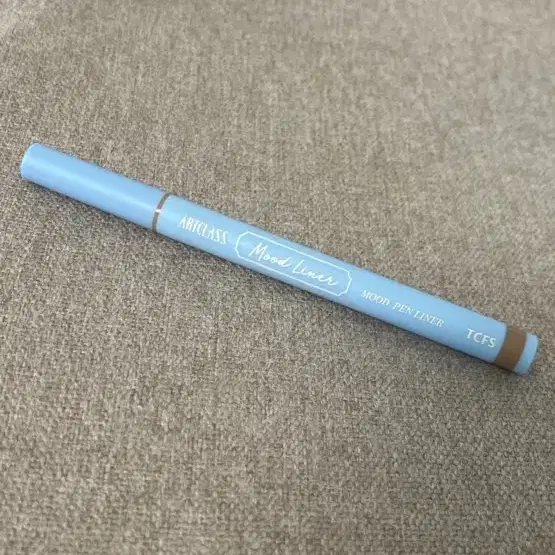 ARTCLASS
Mood Liner
MOOD PEN LINER
TCFS